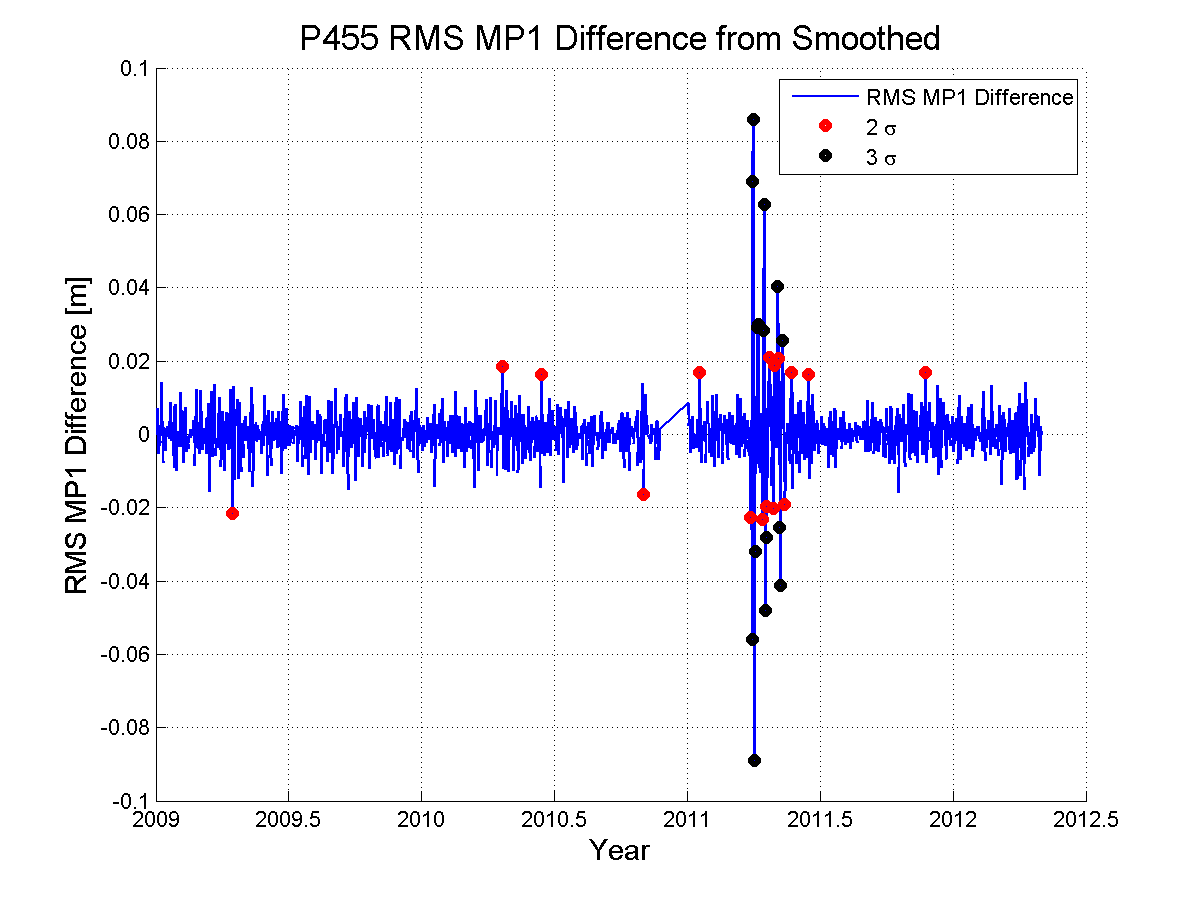 P455 RMS MP1 Difference from Smoothed
RMS MP1 Difference
2 σ
3 σ
RMS MP1 Difference [m]
0.1
0.08
0.06
0.04
0.02
0
-0.02
-0.04
-0.06
-0.08
-0.1
2009 2009.5 2010 2010.5 2011 2011.5 2012 2012.5
Year